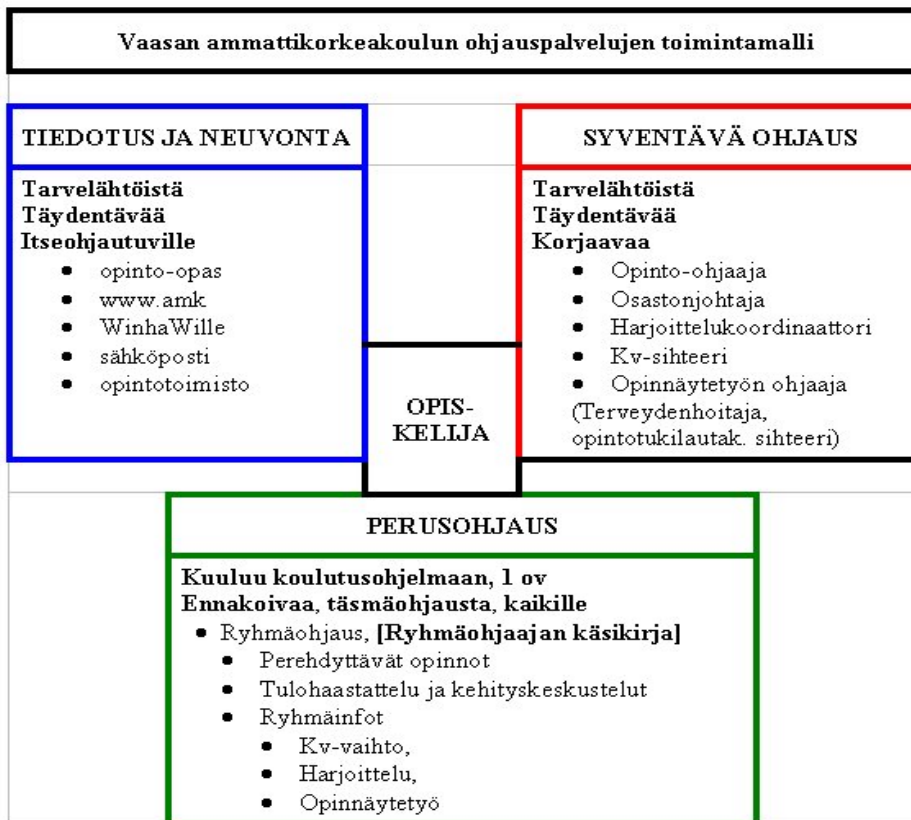 Vaasan ammattikorkeakoulun ohjauspalvelujen toimintamalli
TIEDOTUS JA NEUVONTA
Tarvelähtöistä
Täydentävää
Itseohjautuville
• opinto-opas
• www.amk
• WinhaWille
• sähköposti
• opintotoimisto
SYVENTÄVÄ OHJAUS
Tarvelähtöistä
Täydentävää
Korjaavaa
• Opinto-ohjaaja
• Osastonjohtaja
• Harjoittelukoordinaattori
• Kv-sihteeri
• Opinnäytetyön ohjaaja
(Terveydenhoitaja,
opintotukilautak. sihteeri)
OPIS-
KELIJA
PERUSOHJAUS
Kuuluu koulutusohjelmaan, 1 ov
Ennakoivaa, täsmäohjausta, kaikille
• Ryhmäohjaus, [Ryhmäohjaajan käsikirja]
• Perehdyttävät opinnot
• Tulohaastattelu ja kehityskeskustelut
• Ryhmäinfot
• Kv-vaihto,
• Harjoittelu,
• Opinnäytetyö